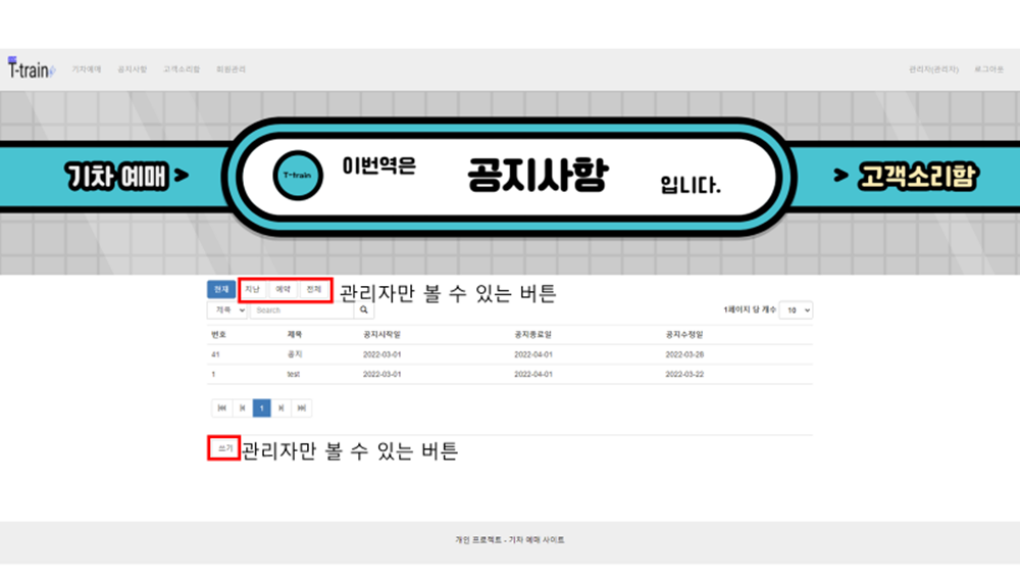 T-train 기차예매 공지사항 고객소리함 회원관리 관리자(관리자) 로그아웃
기차 예매 > T-train 이번역은 공지사항 입니다. > 고객소리함
현재 지난 예약 전체 관리자만 볼 수 있는 버튼
제목 Search 1페이지 당 개수 10
번호 제목 공지시작일 공지종료일 공지수정일
41 공지 2022-03-01 2022-04-01 2022-03-28
1 test 2022-03-01 2022-04-01 2022-03-22
1
쓰기 관리자만 볼 수 있는 버튼
개인 프로젝트 - 기차 예매 사이트